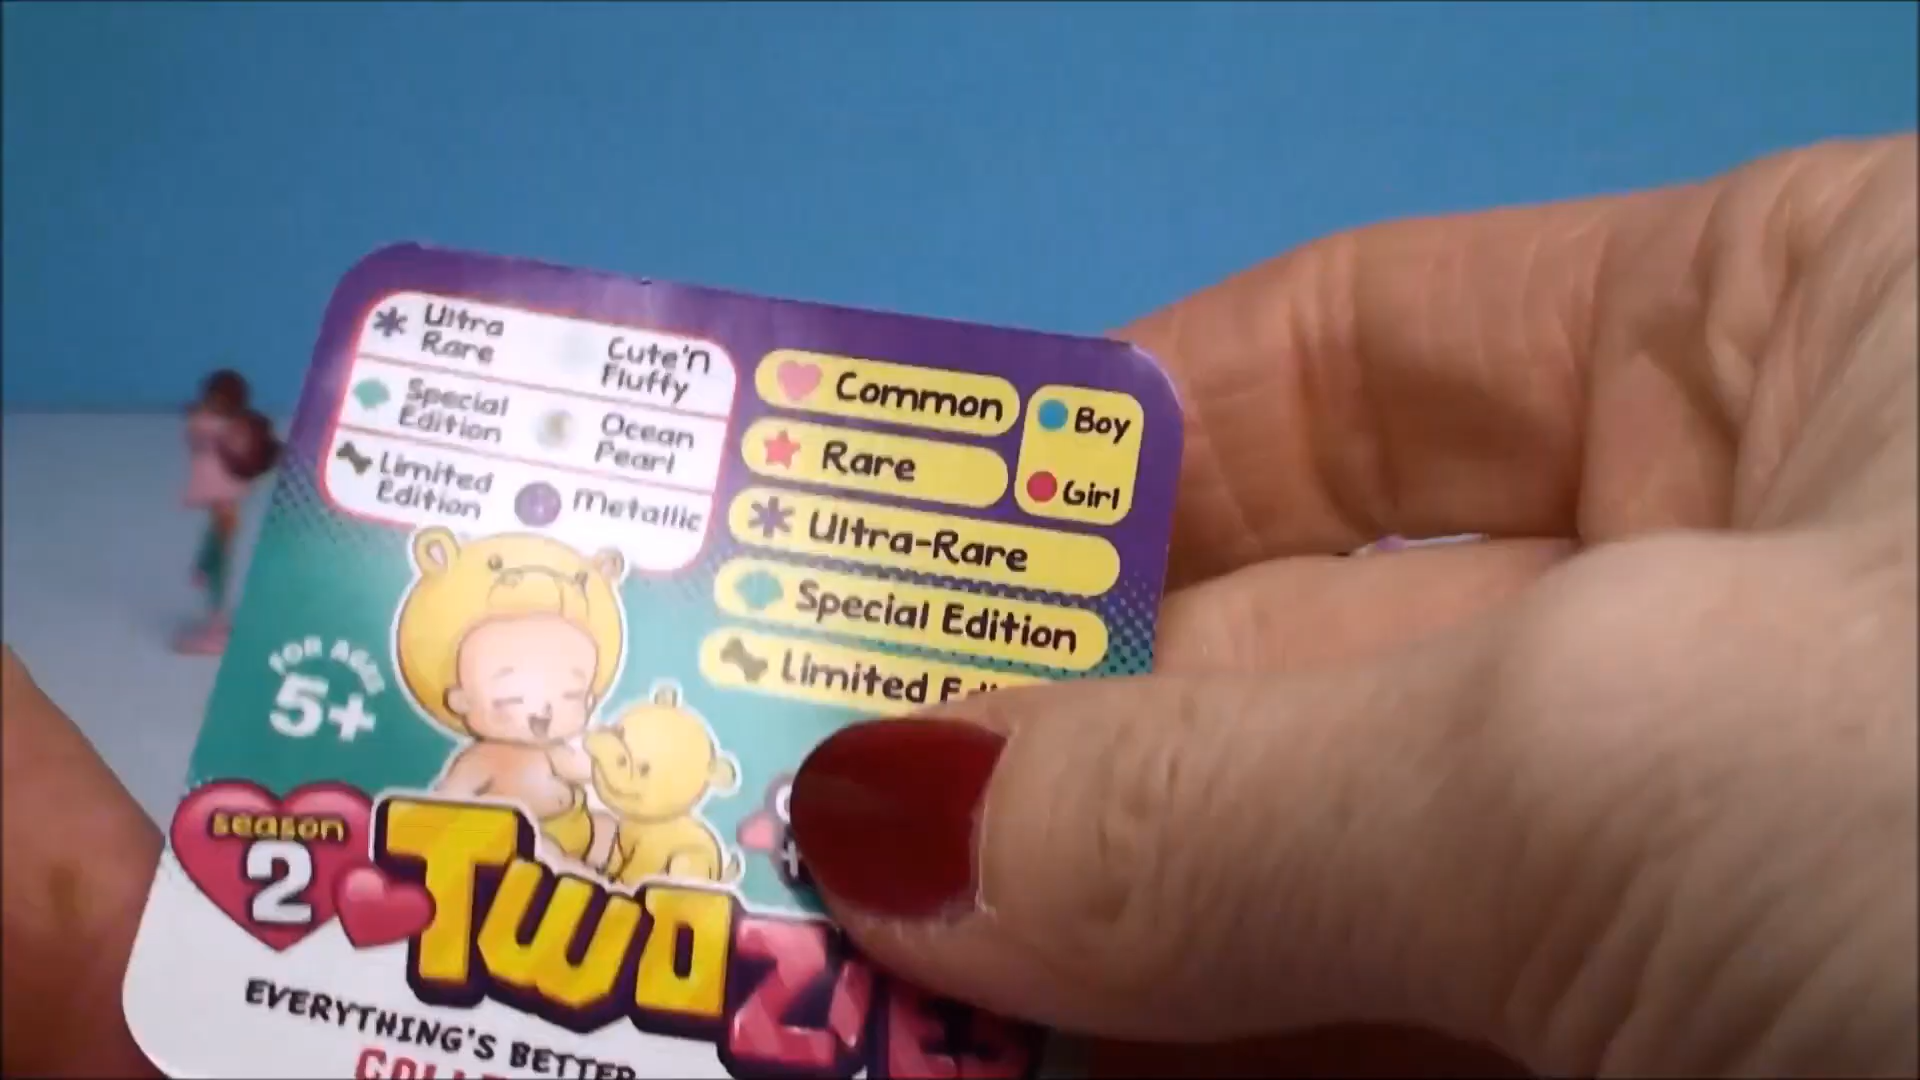 Ultra
Rare
Cute'n
Fluffy
Special
Edition
Ocean
Pearl
Limited
Edition
Metallic
Common
Rare
Ultra-Rare
Special Edition
Limited
Boy
Girl
FOR AGES
5+
season
2
TWOZ
EVERYTHING'S BETTER